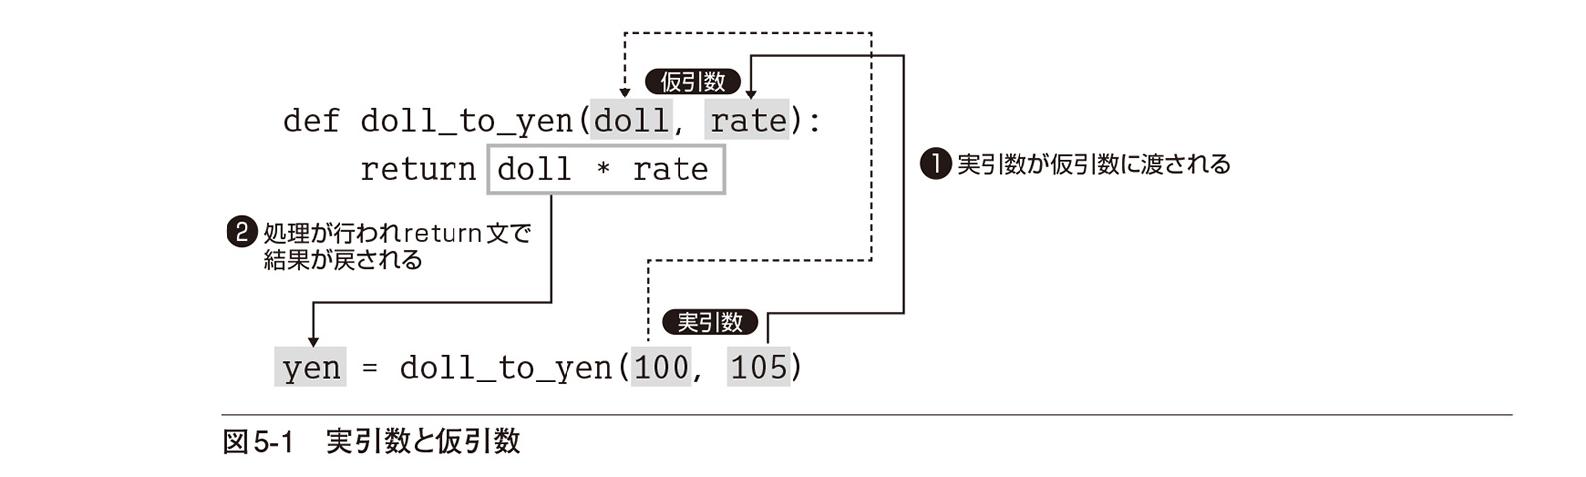 仮引数
def doll_to_yen(doll, rate):
return doll * rate
❶ 実引数が仮引数に渡される
❷ 処理が行われreturn文で
結果が戻される
実引数
yen = doll_to_yen(100, 105)
図5-1 実引数と仮引数